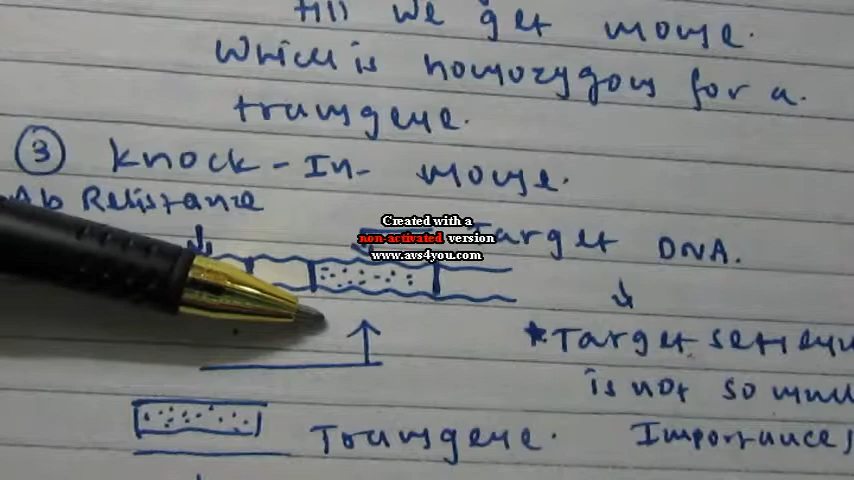 till we get mouse.
Which is homozygous for a.
transgene.
③ Knock-In- mouse.
Ab Resistance
Created with a
non-activated version
www.avs4you.com
Target DNA.
*Target
is not so
Transgene.